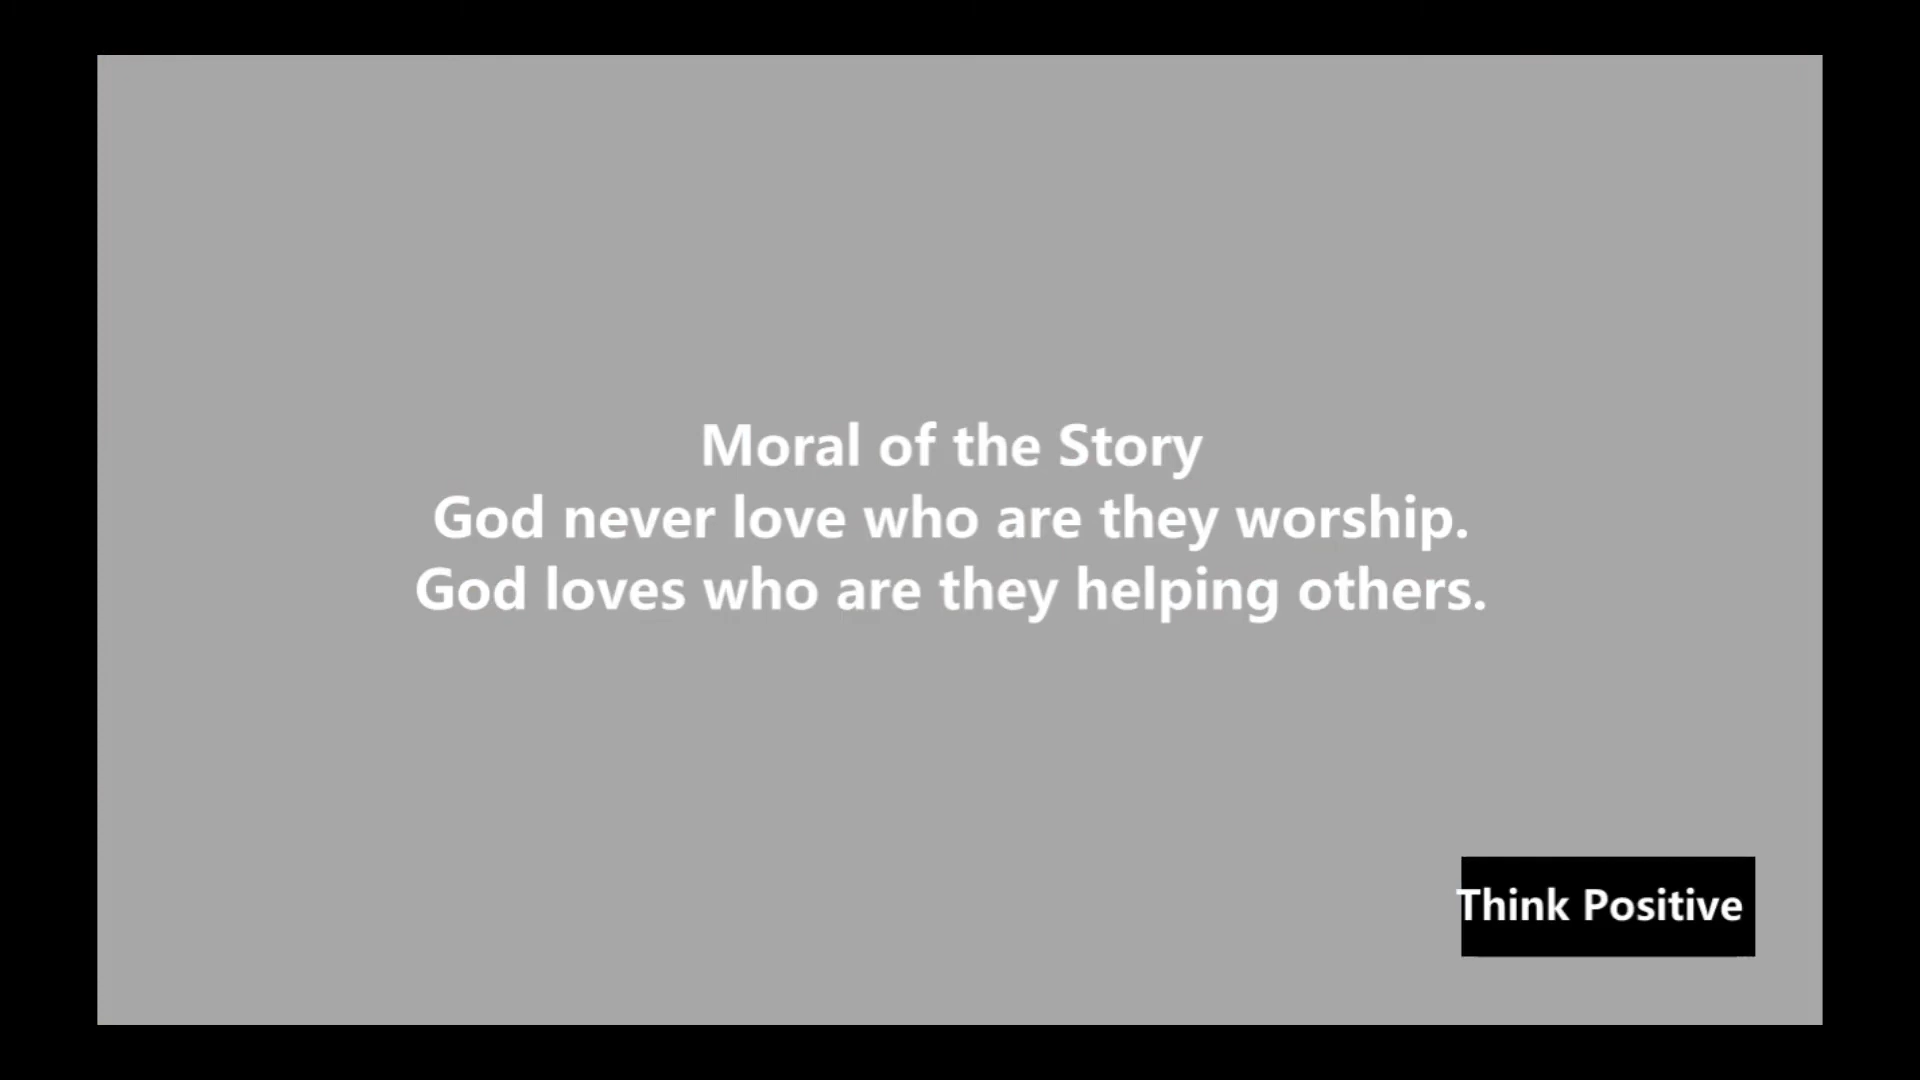 Moral of the Story
God never love who are they worship.
God loves who are they helping others.
Think Positive